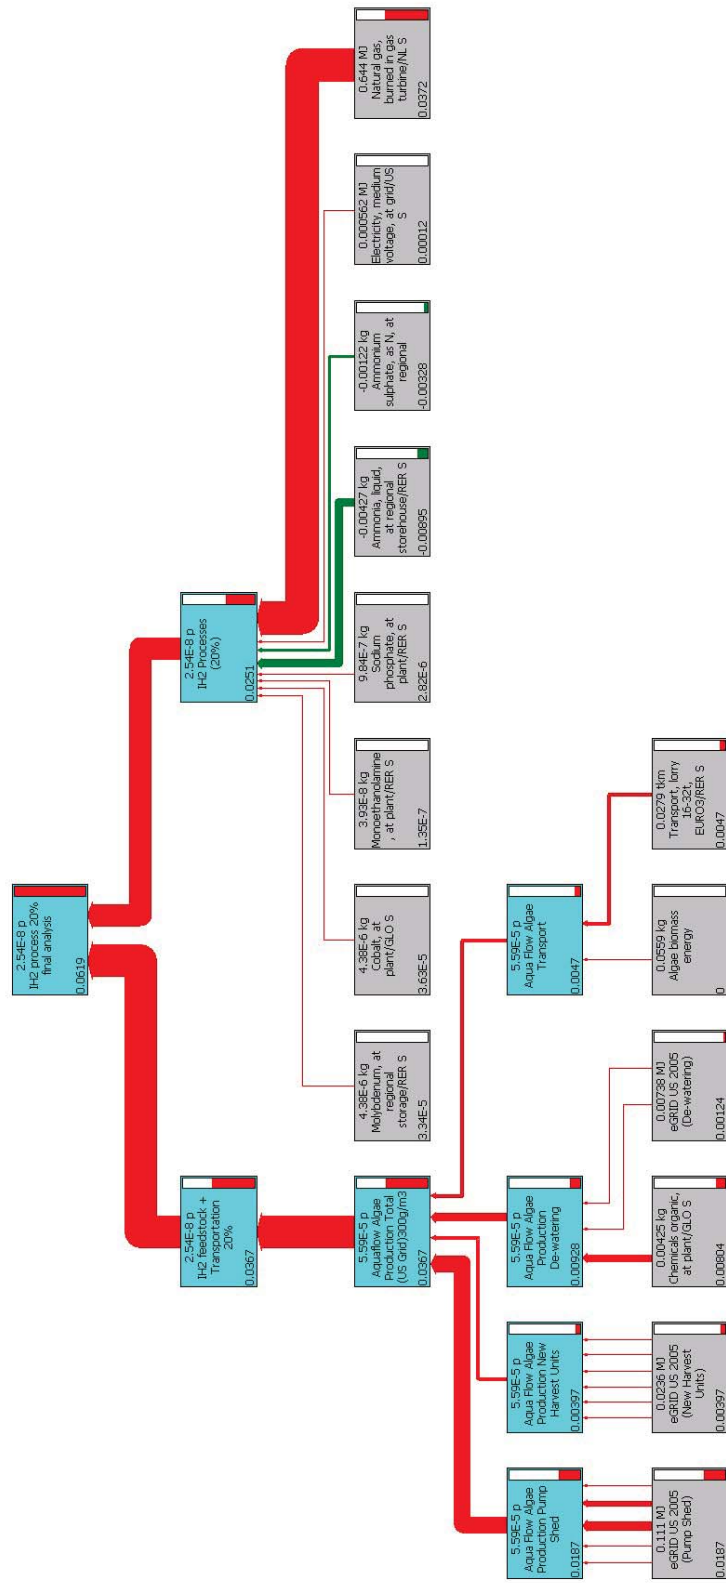 2.54E-8 p
IH2 process 20%
final analysis
0.0619
2.54E-8 p
IH2 feedstock +
Transportation
20%
0.0367
2.54E-8 p
IH2 Processes
(20%)
0.0251
5.59E-5 p
Aquaflow Algae
Production Total
(US Grid)300g/m3
0.0367
4.38E-6 kg
Molybdenum, at
regional
storage/RER S
3.34E-5
4.38E-6 kg
Cobalt, at
plant/GLO S
3.63E-5
3.93E-8 kg
Monoethanolamine
, at plant/RER S
1.35E-7
9.84E-7 kg
Sodium
phosphate, at
plant/RER S
2.82E-6
-0.00427 kg
Ammonia, liquid,
at regional
storehouse/RER S
-0.00895
-0.00122 kg
Ammonium
sulphate, as N, at
regional
-0.00328
0.000562 MJ
Electricity, medium
voltage, at grid/US
S
0.00012
0.644 MJ
Natural gas,
burned in gas
turbine/NL S
0.0372
5.59E-5 p
Aqua Flow Algae
Production Pump
Shed
0.0187
5.59E-5 p
Aqua Flow Algae
Production New
Harvest Units
0.00397
5.59E-5 p
Aqua Flow Algae
Production
De-watering
0.00928
5.59E-5 p
Aqua Flow Algae
Transport
0.0047
0.111 MJ
eGRID US 2005
(Pump Shed)
0.0187
0.0236 MJ
eGRID US 2005
(New Harvest
Units)
0.00397
0.00425 kg
Chemicals organic,
at plant/GLO S
0.00804
0.00738 MJ
eGRID US 2005
(De-watering)
0.00124
0.0559 kg
Algae biomass
energy
0
0.0279 tkm
Transport, lorry
16-32t,
EURO3/RER S
0.0047